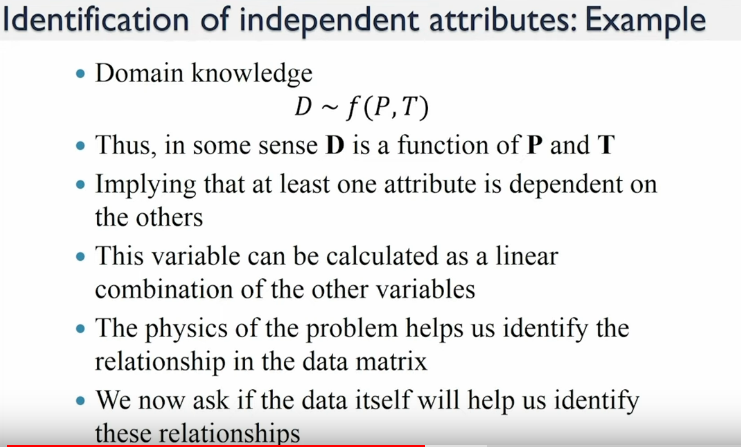 Identification of independent attributes: Example
• Domain knowledge
D ~ f(P,T)
• Thus, in some sense D is a function of P and T
• Implying that at least one attribute is dependent on
the others
• This variable can be calculated as a linear
combination of the other variables
• The physics of the problem helps us identify the
relationship in the data matrix
• We now ask if the data itself will help us identify
these relationships